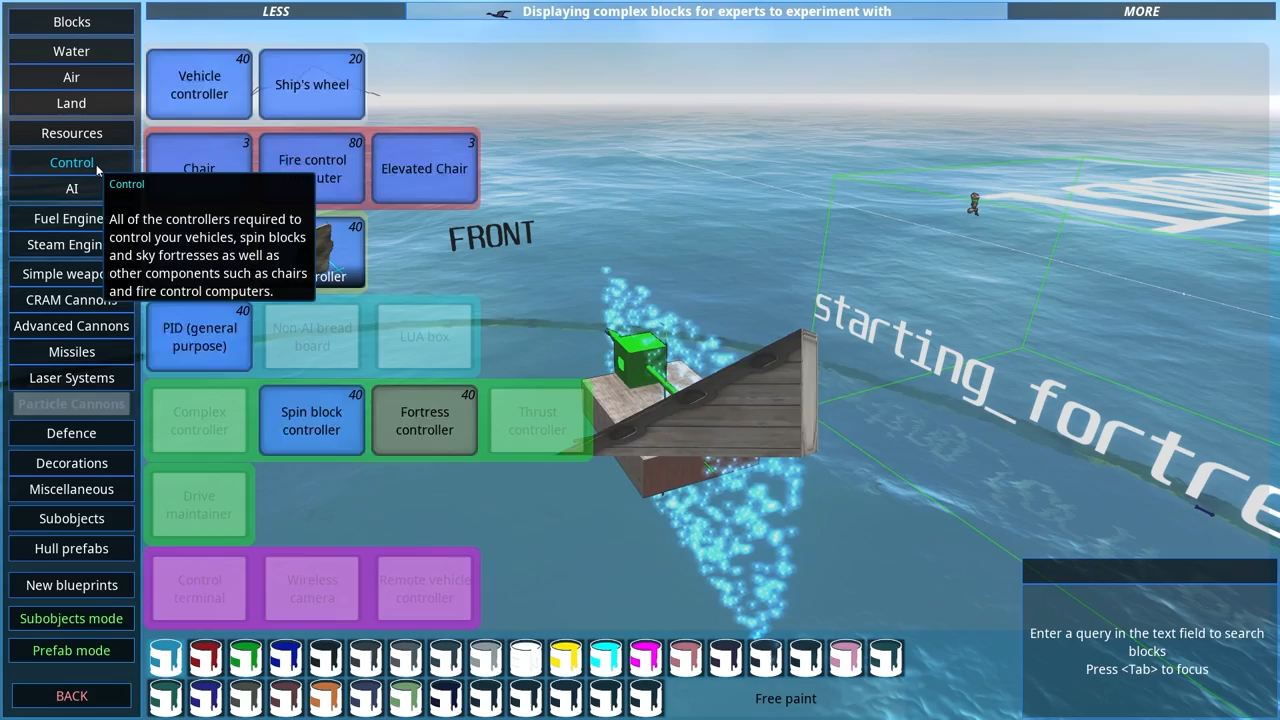 LESS
Displaying complex blocks for experts to experiment with
MORE
Blocks
Water
Air
Land
Resources
Control
AI
Fuel Engine
Steam Engin
Simple weapo
CRAM Cannons
Advanced Cannons
Missiles
Laser Systems
Particle Cannons
Defence
Decorations
Miscellaneous
Subobjects
Hull prefabs
New blueprints
Subobjects mode
Prefab mode
BACK
40
Vehicle
controller
20
Ship's wheel
3
Chair
80
Fire control
uter
3
Elevated Chair
Control
All of the controllers required to
control your vehicles, spin blocks
and sky fortresses as well as
other components such as chairs
and fire control computers.
40
roller
40
PID (general
purpose)
Non AI bread
board
LUA box
Complex
controller
40
Spin block
controller
40
Fortress
controller
Thrust
controller
Drive
maintainer
Control
terminal
Wireless
camera
Remote vehicle
controller
FRONT
starting_fortre
Free paint
Enter a query in the text field to search
blocks
Press <Tab> to focus